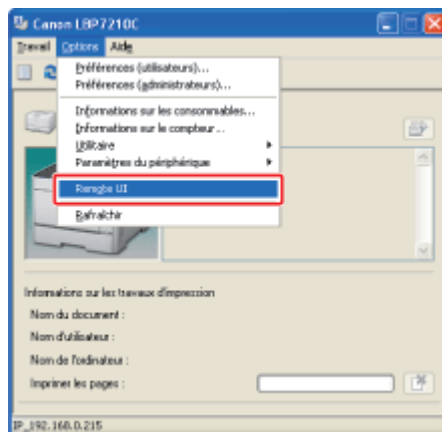 Canon LBP7210C
Travail Options Aide
Préférences (utilisateurs)...
Préférences (administrateurs)...
Informations sur les consommables...
Informations sur le compteur...
Utilitaire
Paramètres du périphérique
Remote UI
Rafraîchir
Informations sur les travaux d'impression
Nom du document :
Nom d'utilisateur :
Nom de l'ordinateur :
Imprimer les pages :
IP_192.168.0.215